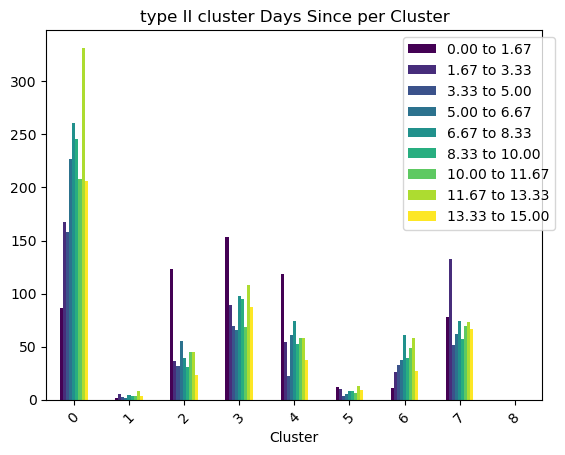 type II cluster Days Since per Cluster
0.00 to 1.67
1.67 to 3.33
3.33 to 5.00
5.00 to 6.67
6.67 to 8.33
8.33 to 10.00
10.00 to 11.67
11.67 to 13.33
13.33 to 15.00
300
250
200
150
100
50
0
0 1 2 3 4 5 6 7 8
Cluster